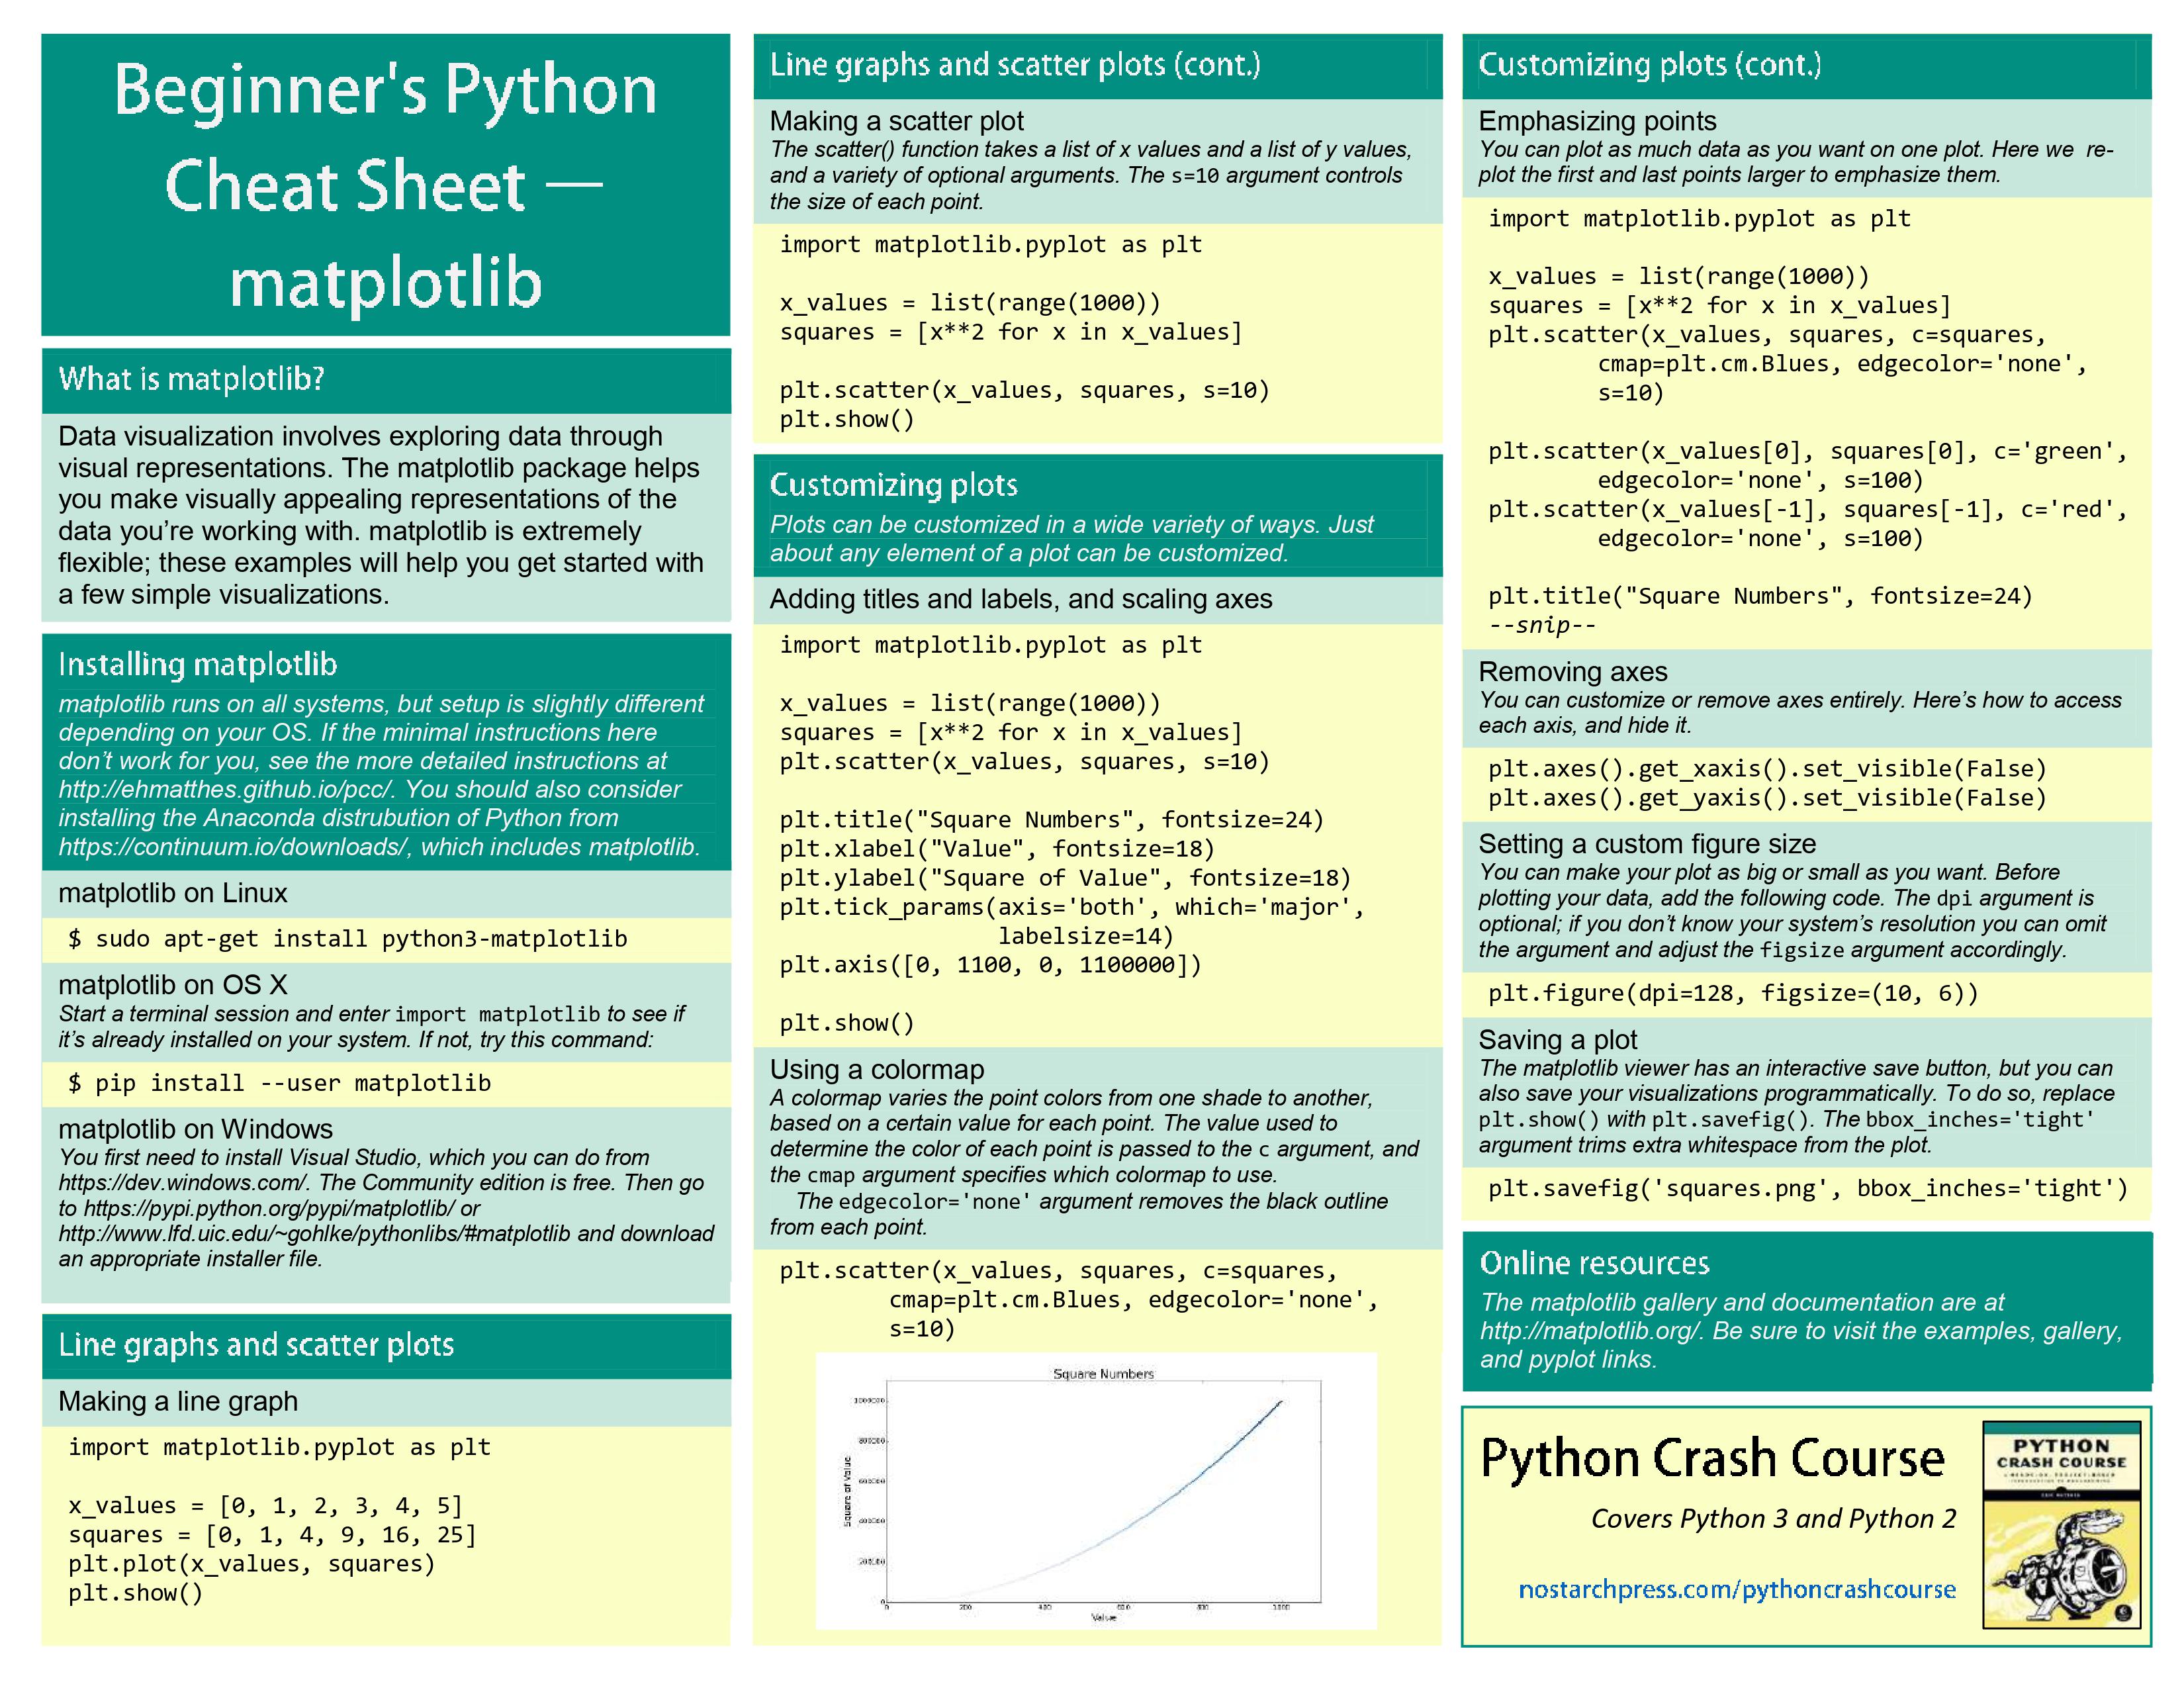 Beginner's Python
Cheat Sheet —
matplotlib
What is matplotlib?
Data visualization involves exploring data through
visual representations. The matplotlib package helps
you make visually appealing representations of the
data you’re working with. matplotlib is extremely
flexible; these examples will help you get started with
a few simple visualizations.
Installing matplotlib
matplotlib runs on all systems, but setup is slightly different
depending on your OS. If the minimal instructions here
don’t work for you, see the more detailed instructions at
http://ehmatthes.github.io/pcc/. You should also consider
installing the Anaconda distrubution of Python from
https://continuum.io/downloads/, which includes matplotlib.
matplotlib on Linux
$ sudo apt-get install python3-matplotlib
matplotlib on OS X
Start a terminal session and enter import matplotlib to see if
it’s already installed on your system. If not, try this command:
$ pip install --user matplotlib
matplotlib on Windows
You first need to install Visual Studio, which you can do from
https://dev.windows.com/. The Community edition is free. Then go
to https://pypi.python.org/pypi/matplotlib/ or
http://www.lfd.uic.edu/~gohlke/pythonlibs/#matplotlib and download
an appropriate installer file.
Line graphs and scatter plots
Making a line graph
import matplotlib.pyplot as plt
x_values = [0, 1, 2, 3, 4, 5]
squares = [0, 1, 4, 9, 16, 25]
plt.plot(x_values, squares)
plt.show()
Line graphs and scatter plots (cont.)
Making a scatter plot
The scatter() function takes a list of x values and a list of y values,
and a variety of optional arguments. The s=10 argument controls
the size of each point.
import matplotlib.pyplot as plt
x_values = list(range(1000))
squares = [x**2 for x in x_values]
plt.scatter(x_values, squares, s=10)
plt.show()
Customizing plots
Plots can be customized in a wide variety of ways. Just
about any element of a plot can be customized.
Adding titles and labels, and scaling axes
import matplotlib.pyplot as plt
x_values = list(range(1000))
squares = [x**2 for x in x_values]
plt.scatter(x_values, squares, s=10)
plt.title("Square Numbers", fontsize=24)
plt.xlabel("Value", fontsize=18)
plt.ylabel("Square of Value", fontsize=18)
plt.tick_params(axis='both', which='major',
labelsize=14)
plt.axis([0, 1100, 0, 1100000])
plt.show()
Using a colormap
A colormap varies the point colors from one shade to another,
based on a certain value for each point. The value used to
determine the color of each point is passed to the c argument, and
the cmap argument specifies which colormap to use.
The edgecolor='none' argument removes the black outline
from each point.
plt.scatter(x_values, squares, c=squares,
cmap=plt.cm.Blues, edgecolor='none',
s=10)
Square Numbers
Square of Value
1000000
800000
600000
400000
200000
0
0 200 400 600 800 1000
Value
Customizing plots (cont.)
Emphasizing points
You can plot as much data as you want on one plot. Here we re-
plot the first and last points larger to emphasize them.
import matplotlib.pyplot as plt
x_values = list(range(1000))
squares = [x**2 for x in x_values]
plt.scatter(x_values, squares, c=squares,
cmap=plt.cm.Blues, edgecolor='none',
s=10)
plt.scatter(x_values[0], squares[0], c='green',
edgecolor='none', s=100)
plt.scatter(x_values[-1], squares[-1], c='red',
edgecolor='none', s=100)
plt.title("Square Numbers", fontsize=24)
--snip--
Removing axes
You can customize or remove axes entirely. Here’s how to access
each axis, and hide it.
plt.axes().get_xaxis().set_visible(False)
plt.axes().get_yaxis().set_visible(False)
Setting a custom figure size
You can make your plot as big or small as you want. Before
plotting your data, add the following code. The dpi argument is
optional; if you don’t know your system’s resolution you can omit
the argument and adjust the figsize argument accordingly.
plt.figure(dpi=128, figsize=(10, 6))
Saving a plot
The matplotlib viewer has an interactive save button, but you can
also save your visualizations programmatically. To do so, replace
plt.show() with plt.savefig(). The bbox_inches='tight'
argument trims extra whitespace from the plot.
plt.savefig('squares.png', bbox_inches='tight')
Online resources
The matplotlib gallery and documentation are at
http://matplotlib.org/. Be sure to visit the examples, gallery,
and pyplot links.
Python Crash Course
Covers Python 3 and Python 2
nostarchpress.com/pythoncrashcourse
PYTHON
CRASH COURSE